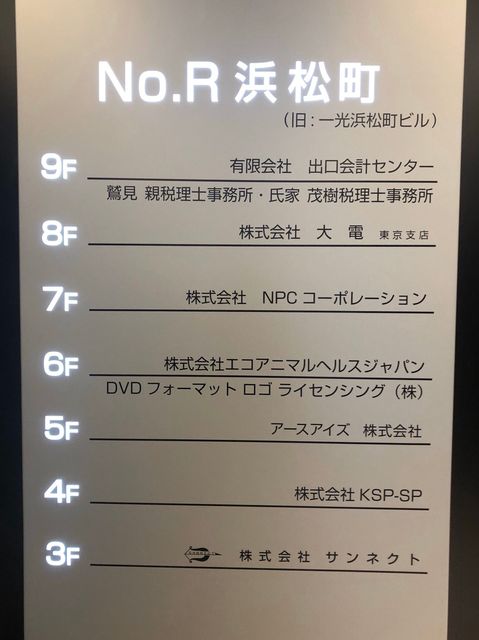 No.R 浜松町
(旧:一光浜松町ビル)
9F 有限会社 出口会計センター
鷲見 親税理士事務所・氏家 茂樹税理士事務所
8F 株式会社 大 電 東京支店
7F 株式会社 NPC コーポレーション
6F 株式会社エコアニマルヘルスジャパン
DVD フォーマット ロゴ ライセンシング(株)
5F アースアイズ 株式会社
4F 株式会社 KSP-SP
3F 株式会社 サンネクト